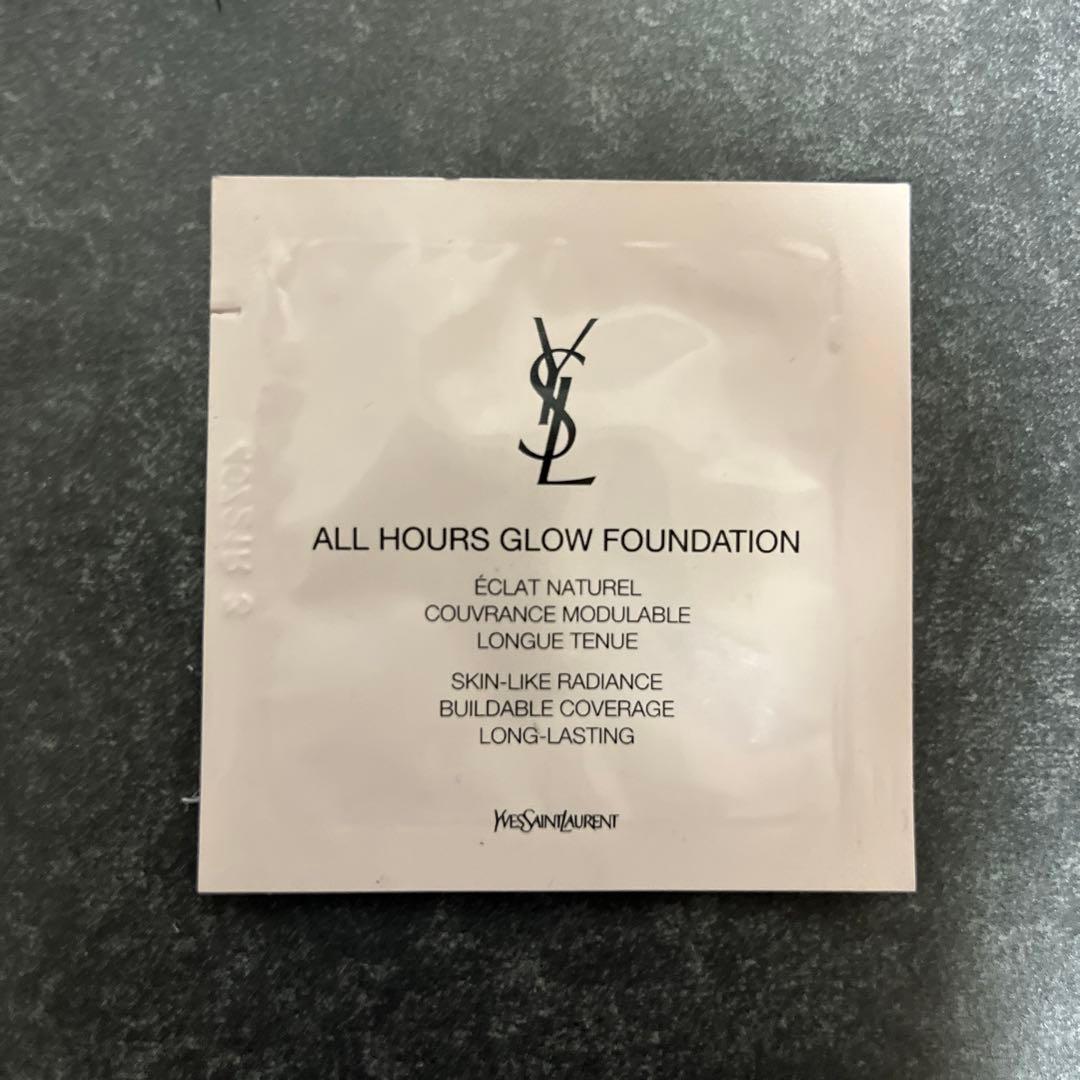 YSL
ALL HOURS GLOW FOUNDATION
ÉCLAT NATUREL
COUVRANCE MODULABLE
LONGUE TENUE
SKIN-LIKE RADIANCE
BUILDABLE COVERAGE
LONG-LASTING
YVESSAINTLAURENT